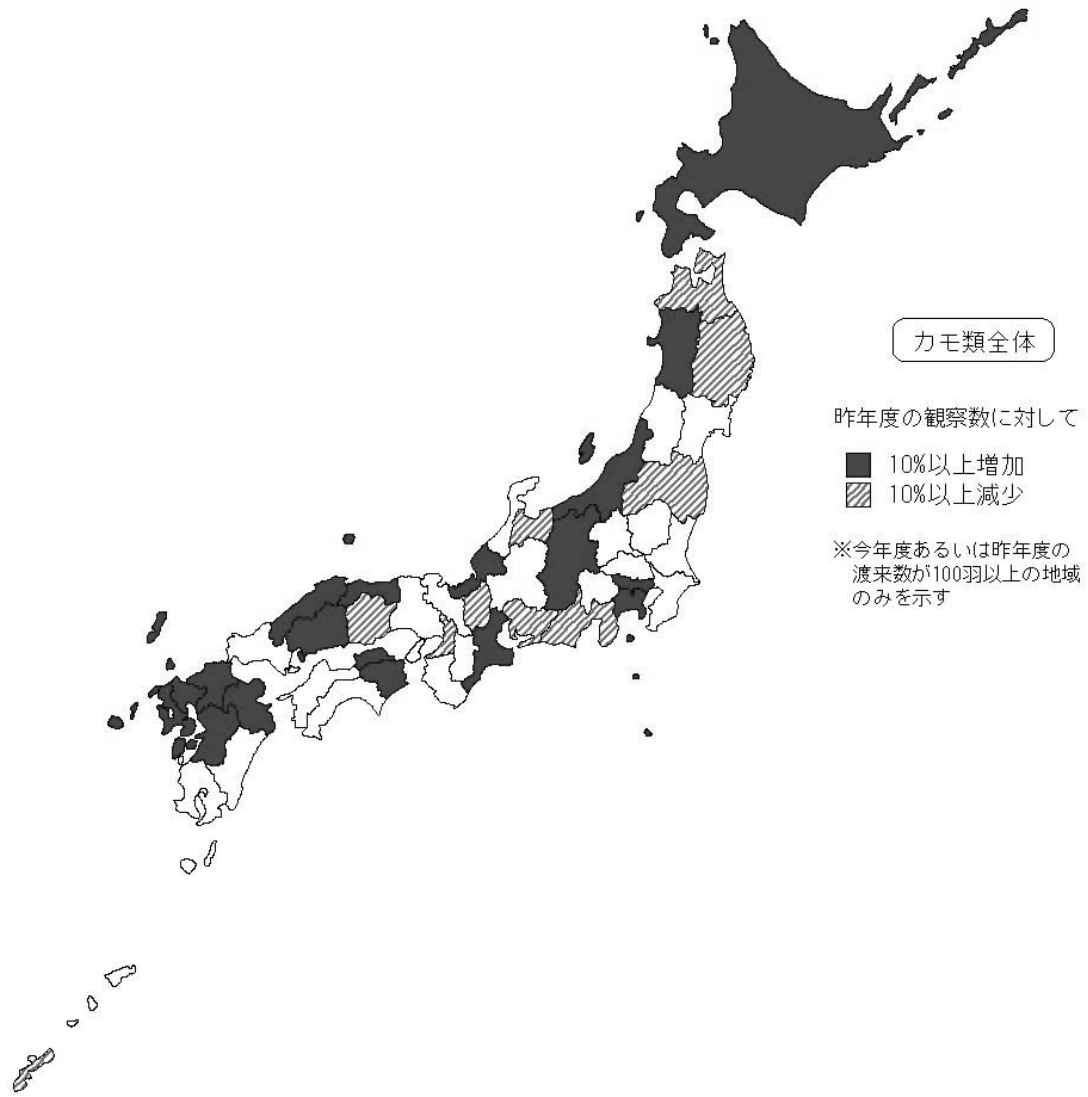 カモ類全体
昨年度の観察数に対して
10%以上増加
10%以上減少
※今年度あるいは昨年度の
渡来数が100羽以上の地域
のみを示す